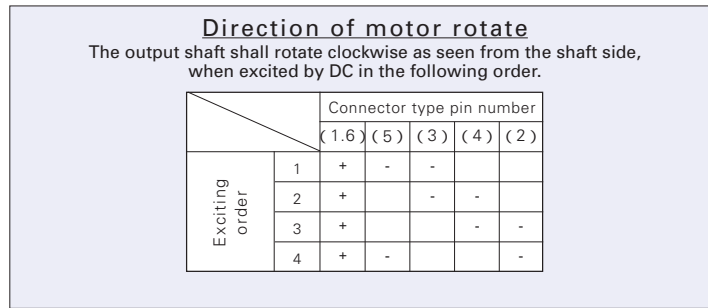 Direction of motor rotate
The output shaft shall rotate clockwise as seen from the shaft side,
when excited by DC in the following order.
Connector type pin number
(1.6) (5) (3) (4) (2)
Exciting
order
1 + - -
2 + - -
3 + - -
4 + - -